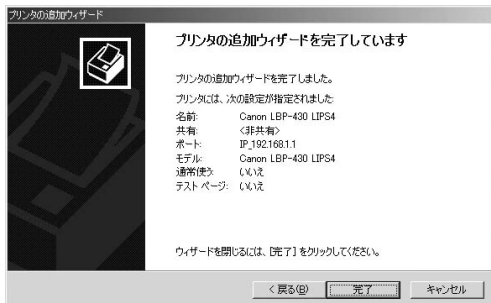 プリンタの追加ウィザード
プリンタの追加ウィザードを完了しています
プリンタの追加ウィザードを完了しました。
プリンタには、次の設定が指定されました:
名前: Canon LBP-430 LIPS4
共有: <非共有>
ポート: IP_192.168.1.1
モデル: Canon LBP-430 LIPS4
通常使う: いいえ
テスト ページ: いいえ
ウィザードを閉じるには、[完了] をクリックしてください。
< 戻る(B) 完了 キャンセル